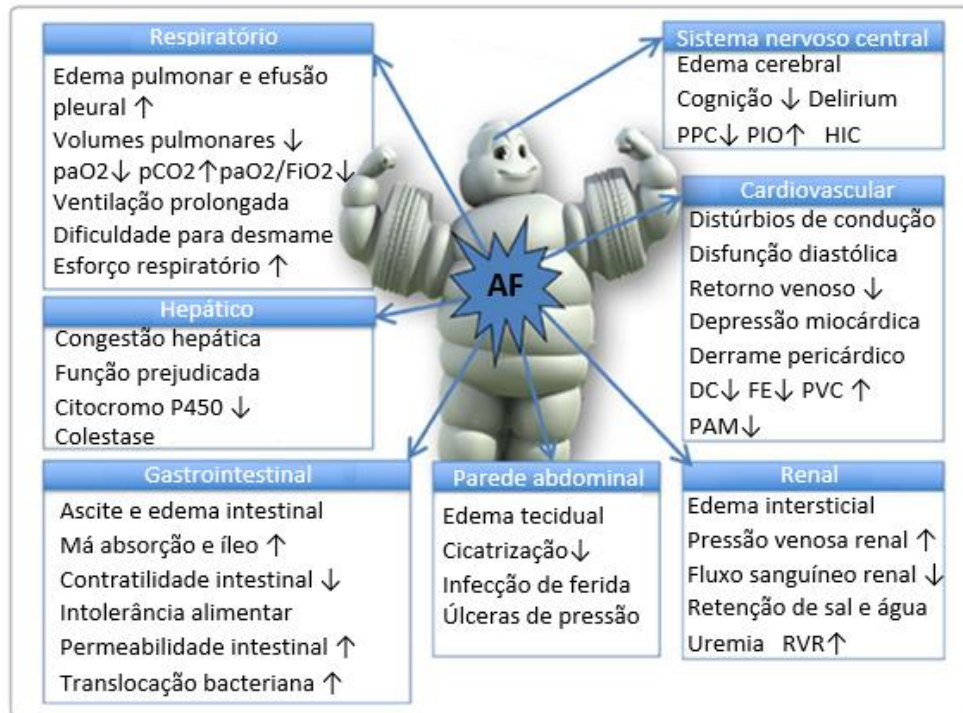 Respiratório
Edema pulmonar e efusão
pleural ↑
Volumes pulmonares ↓
paO2↓ pCO2↑paO2/FiO2↓
Ventilação prolongada
Dificuldade para desmame
Esforço respiratório ↑
Sistema nervoso central
Edema cerebral
Cognição ↓ Delirium
PPC↓ PIO↑ HIC
Cardiovascular
Distúrbios de condução
Disfunção diastólica
Retorno venoso ↓
Depressão miocárdica
Derrame pericárdico
DC↓ FE↓ PVC ↑
PAM↓
AF
Hepático
Congestão hepática
Função prejudicada
Citocromo P450 ↓
Colestase
Gastrointestinal
Ascite e edema intestinal
Má absorção e íleo ↑
Contratilidade intestinal ↓
Intolerância alimentar
Permeabilidade intestinal ↑
Translocação bacteriana ↑
Parede abdominal
Edema tecidual
Cicatrização↓
Infecção de ferida
Úlceras de pressão
Renal
Edema intersticial
Pressão venosa renal ↑
Fluxo sanguíneo renal ↓
Retenção de sal e água
Uremia RVR↑